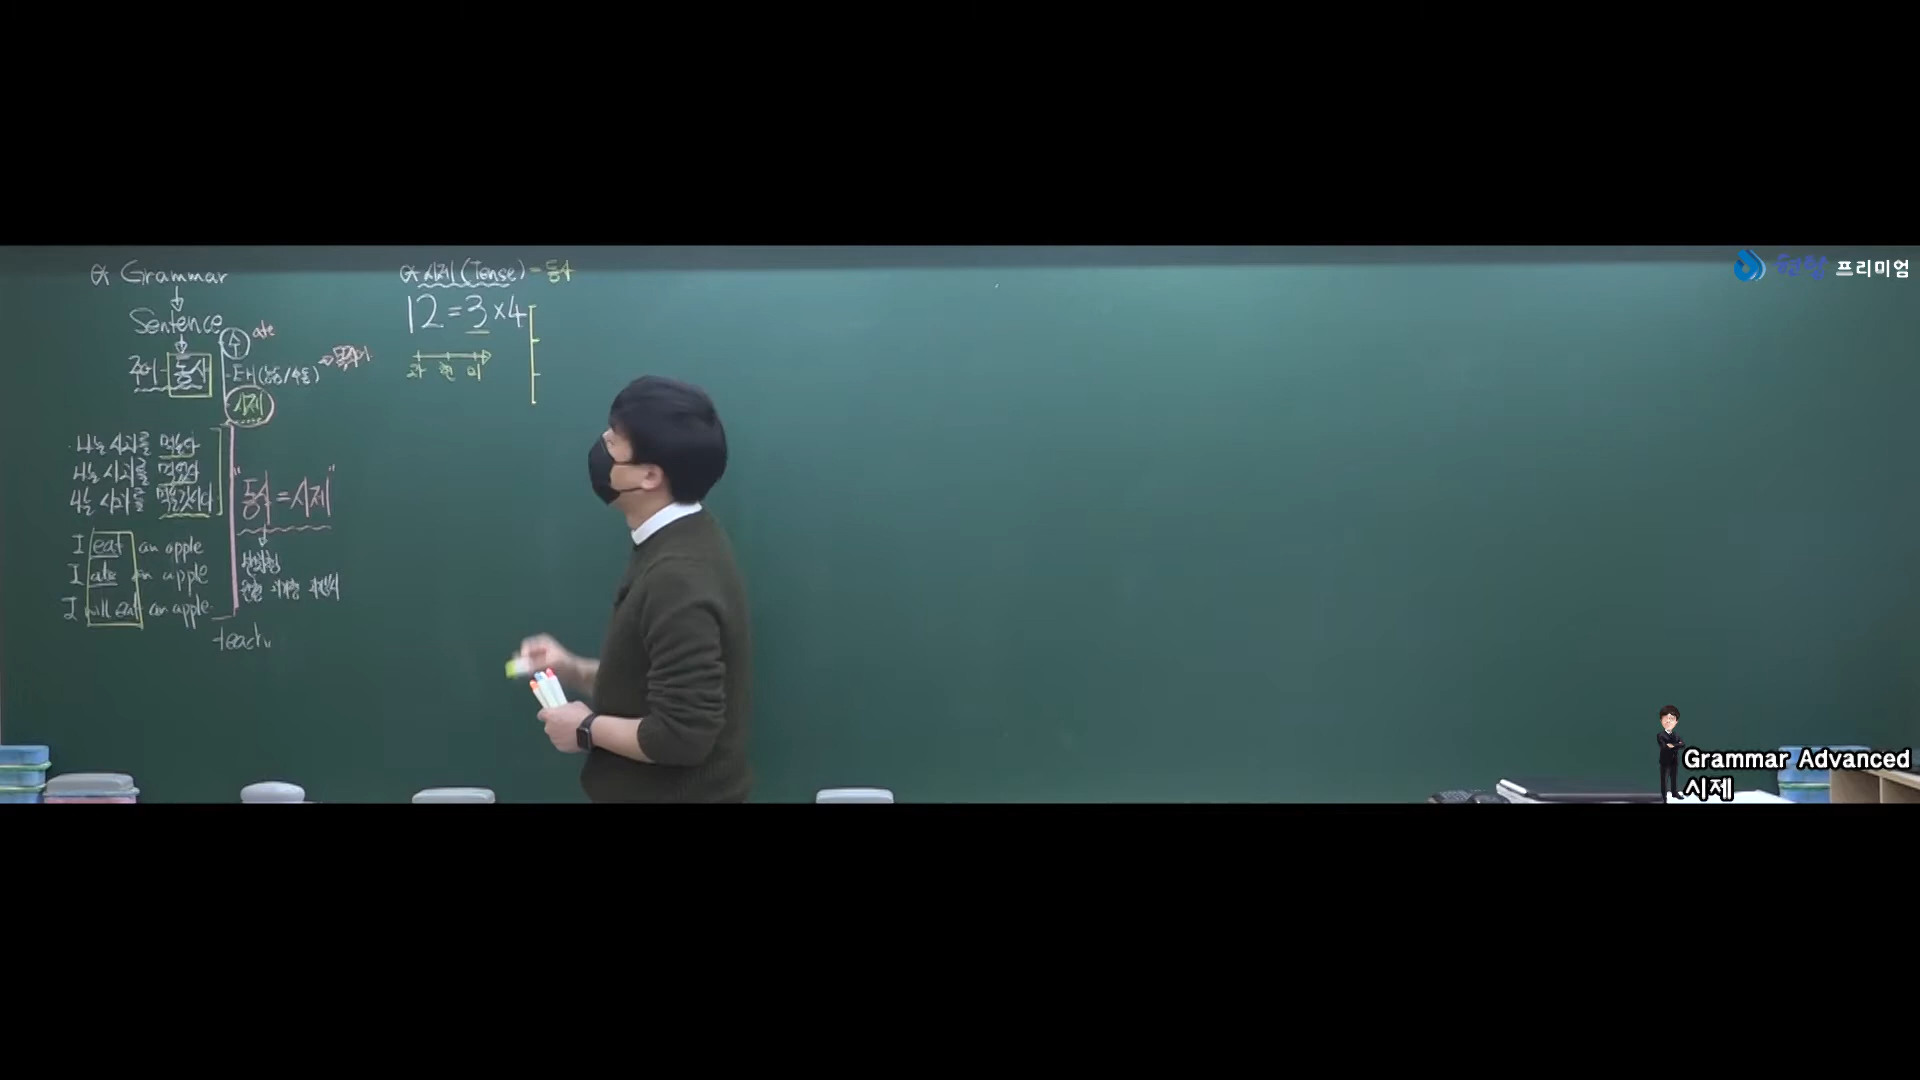 Grammar
Sentence
수 ate
주어 - 동사
태 (능동/수동)
시제
나는 사과를 먹는다
나는 사과를 먹었다
나는 사과를 먹을것이다
"동사 = 시제"
I eat an apple
I ate an apple
I will eat an apple.
teach
시제 (Tense) = 동사
12 = 3 × 4
과 현 미
프리미엄
Grammar Advanced
시제